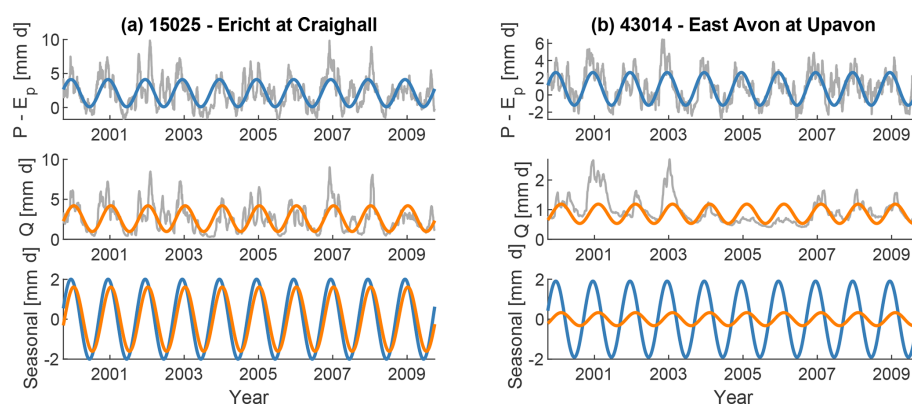 (a) 15025 - Ericht at Craighall
P - Ep [mm d]
10
5
0
2001 2003 2005 2007 2009
Q [mm d]
10
5
0
2001 2003 2005 2007 2009
Seasonal [mm d]
2
0
-2
2001 2003 2005 2007 2009
Year
(b) 43014 - East Avon at Upavon
P - Ep [mm d]
6
4
2
0
-2
2001 2003 2005 2007 2009
Q [mm d]
2
1
0
2001 2003 2005 2007 2009
Seasonal [mm d]
2
0
-2
2001 2003 2005 2007 2009
Year